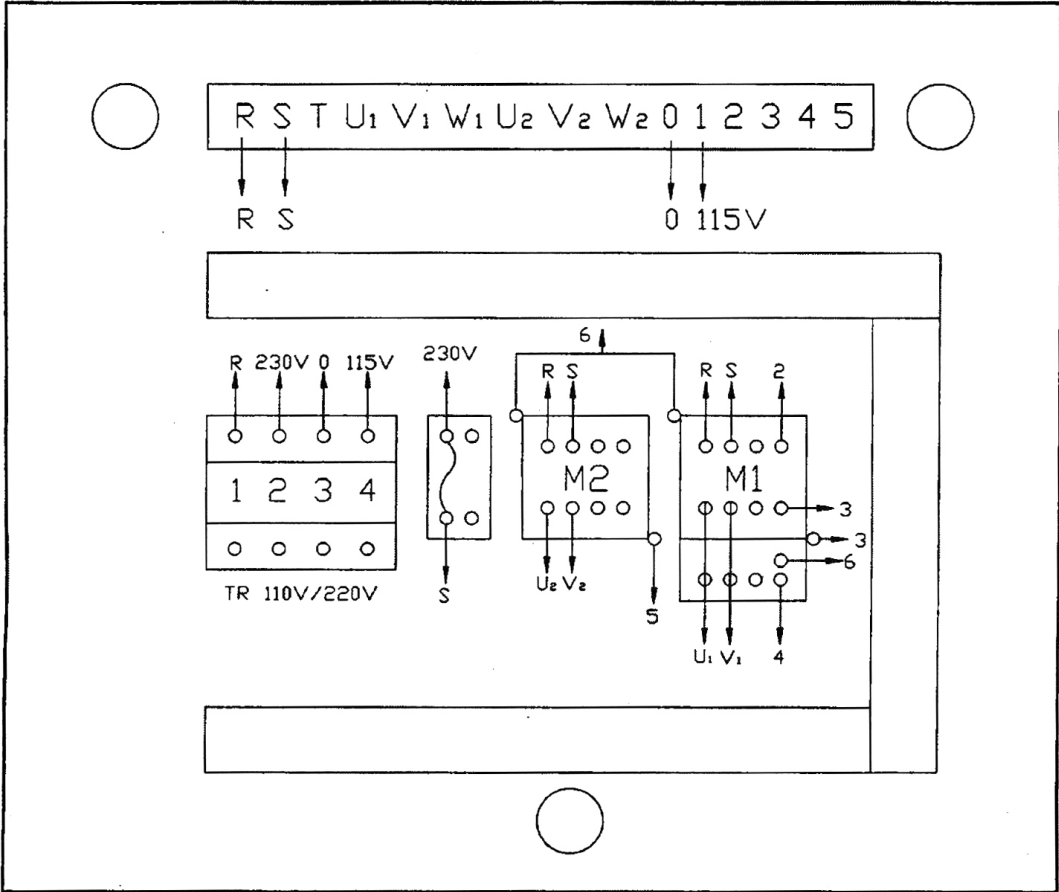 R S T U1 V1 W1 U2 V2 W2 0 1 2 3 4 5
R S 0 115V
6
R 230V 0 115V 230V R S R S 2
1 2 3 4 M2 M1
3
3
6
U2 V2
TR 110V/220V S
5
U1 V1 4